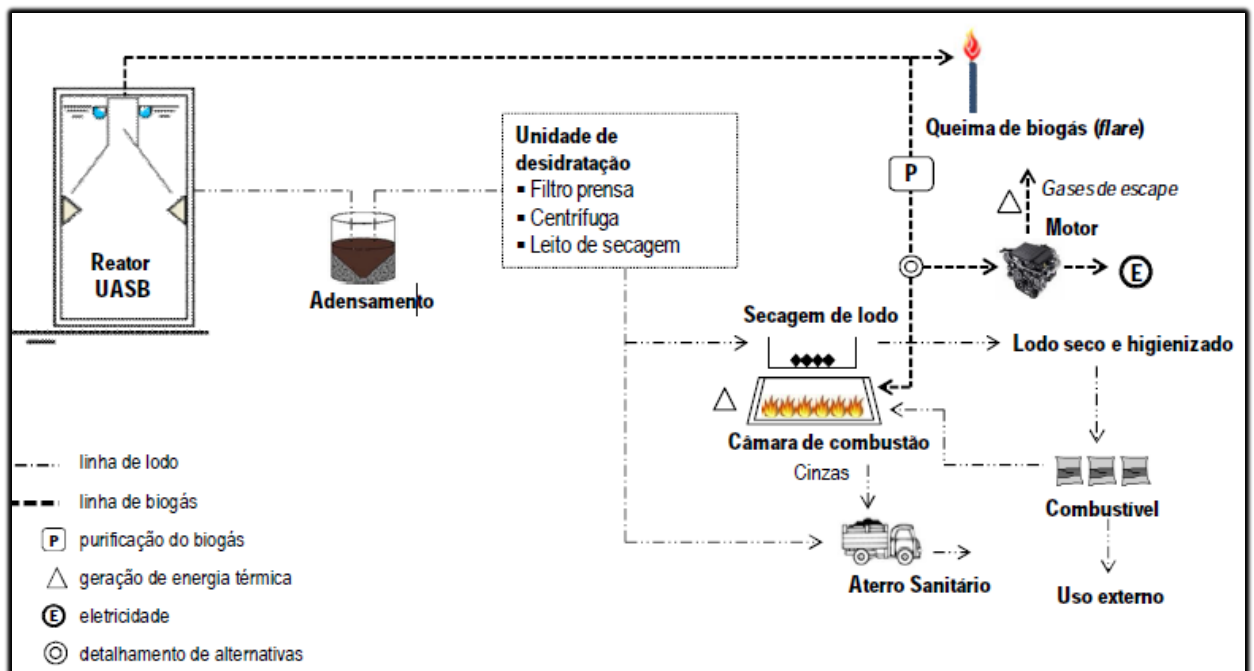 Queima de biogás (flare)
Unidade de
desidratação
▪ Filtro prensa
▪ Centrífuga
▪ Leito de secagem
P
Gases de escape
Motor
E
Reator
UASB
Adensamento
Secagem de lodo
Lodo seco e higienizado
Câmara de combustão
Cinzas
Combustível
Aterro Sanitário
Uso externo
linha de lodo
linha de biogás
P purificação do biogás
geração de energia térmica
E eletricidade
detalhamento de alternativas